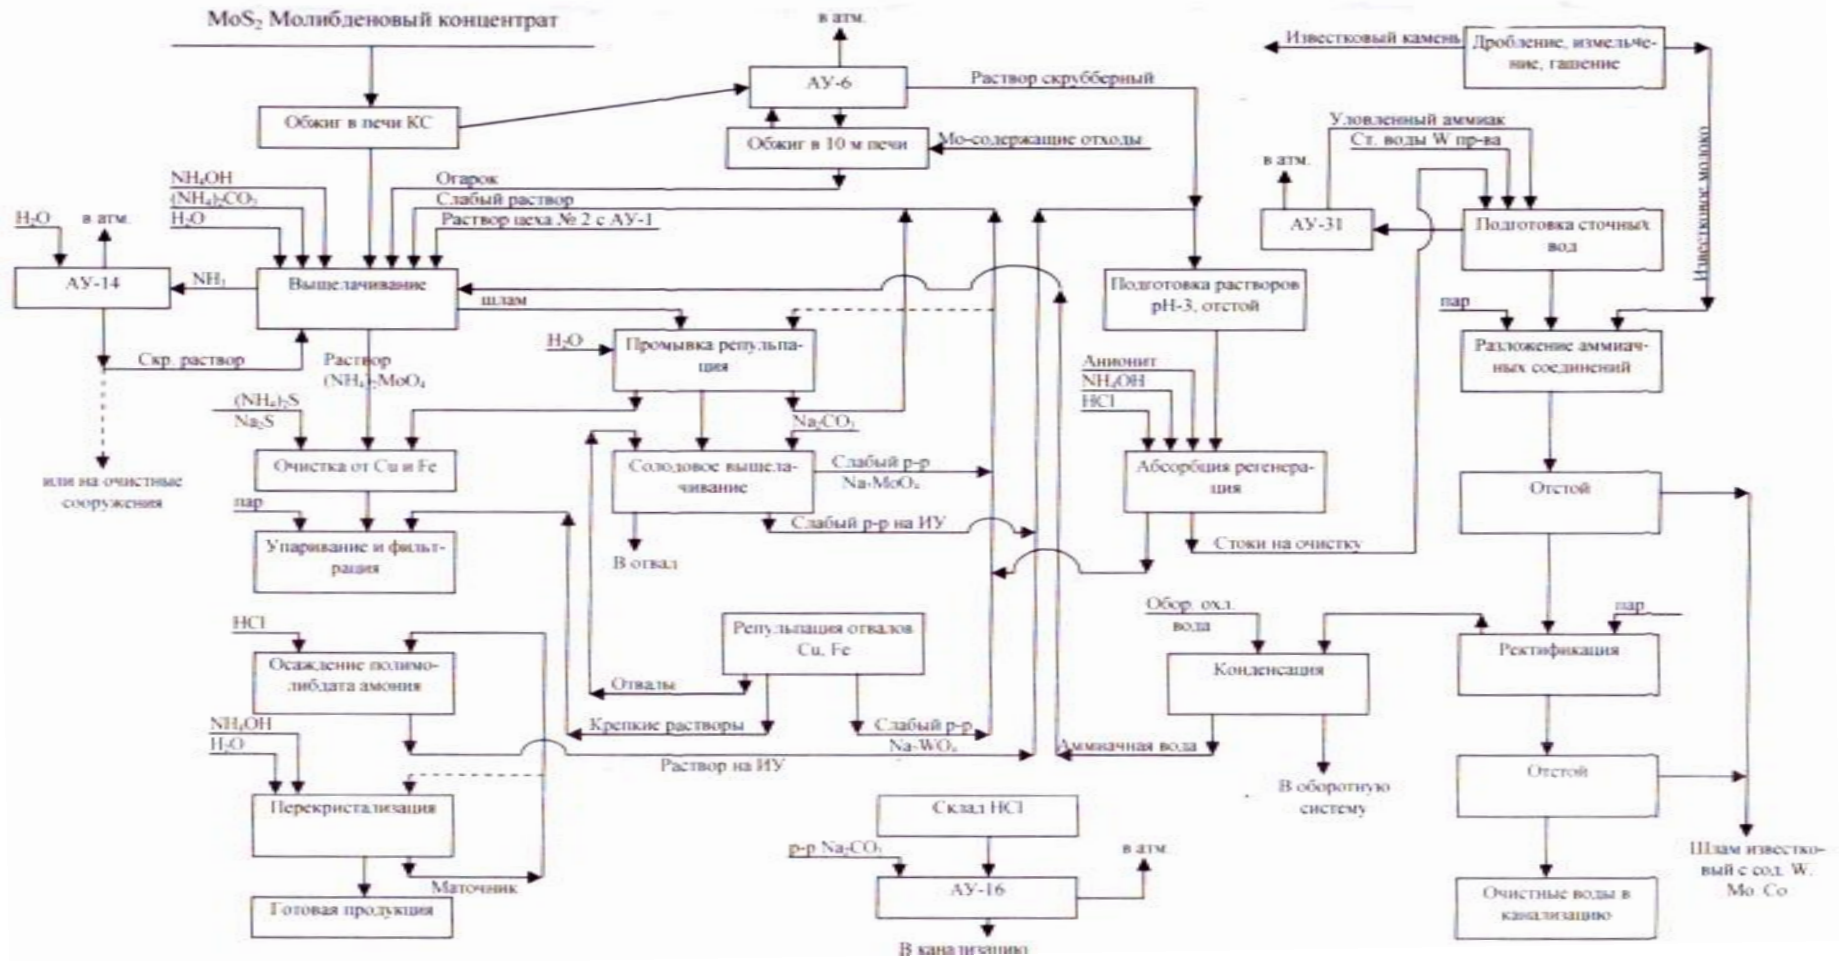 MoS₂ Молибденовый концентрат
в атм.
Известковый камень
Дробление, измельче-
ние, гашение
АУ-6
Раствор скрубберный
Обжиг в печи КС
Обжиг в 10 м печи
Мо-содержащие отходы
Уловленный аммиак
Ст. воды W пр-ва
Известковое молоко
NH₄OH
(NH₄)₂CO₃
H₂O
Огарок
Слабый раствор
Раствор цеха № 2 с АУ-1
H₂O
в атм.
в атм.
АУ-31
Подготовка сточных
вод
АУ-14
NH₃
Выщелачивание
шлам
Подготовка растворов
рН-3, отстой
пар
Скр. раствор
Раствор
(NH₄)₂MoO₄
H₂O
Промывка репульпа-
ция
Разложение аммиач-
ных соединений
Анионит
NH₄OH
HCl
(NH₄)₂S
Na₂S
Na₂CO₃
Очистка от Cu и Fe
Солодовое выщела-
чивание
Слабый р-р
Na-MoO₄
Абсорбция регенера-
ция
Отстой
или на очистные
сооружения
пар
Упаривание и фильт-
рация
Слабый р-р на ИУ
В отвал
Стоки на очистку
HCl
Осаждение полимо-
либдата амония
Репульпация отвалов
Cu, Fe
Обор. охл.
вода
пар
Конденсация
Ректификация
Отвалы
Крепкие растворы
Слабый р-р
Na-WO₄
Аммиачная вода
NH₄OH
H₂O
Раствор на ИУ
В оборотную
систему
Отстой
Перекристализация
Склад HCl
р-р Na₂CO₃
в атм.
АУ-16
Маточник
Готовая продукция
В канализацию
Шлам известко-
вый с сод. W.
Mo. Co
Очистные воды в
канализацию